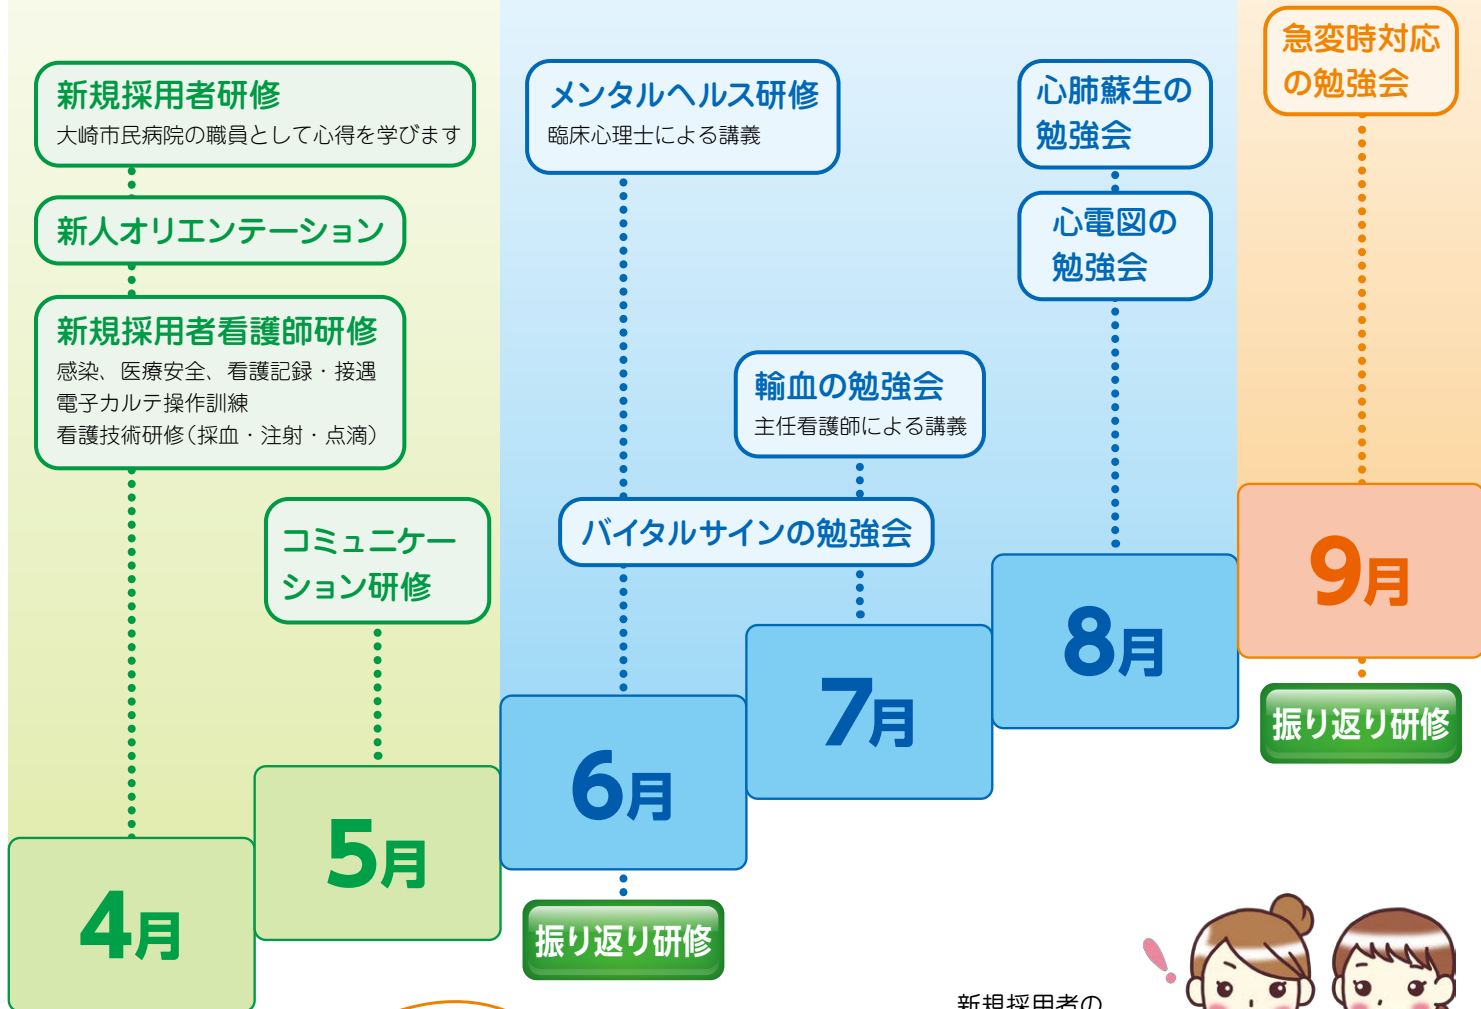 新規採用者研修
大崎市民病院の職員として心得を学びます
新人オリエンテーション
新規採用者看護師研修
感染、医療安全、看護記録・接遇
電子カルテ操作訓練
看護技術研修(採血・注射・点滴)
4月
コミュニケー
ション研修
5月
メンタルヘルス研修
臨床心理士による講義
バイタルサインの勉強会
6月
振り返り研修
輸血の勉強会
主任看護師による講義
7月
心肺蘇生の
勉強会
心電図の
勉強会
8月
急変時対応
の勉強会
9月
振り返り研修
新規採用者の